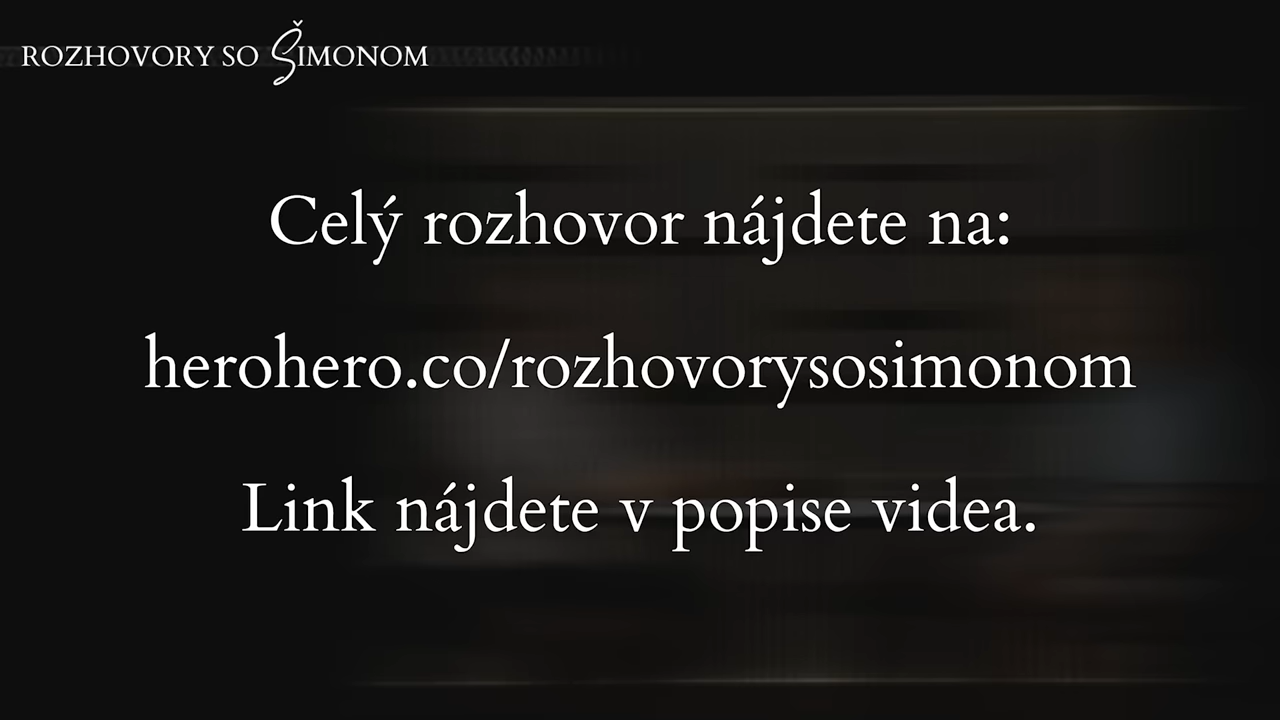 ROZHOVORY SO ŠIMONOM
Celý rozhovor nájdete na:
herohero.co/rozhovorysosimonom
Link nájdete v popise videa.